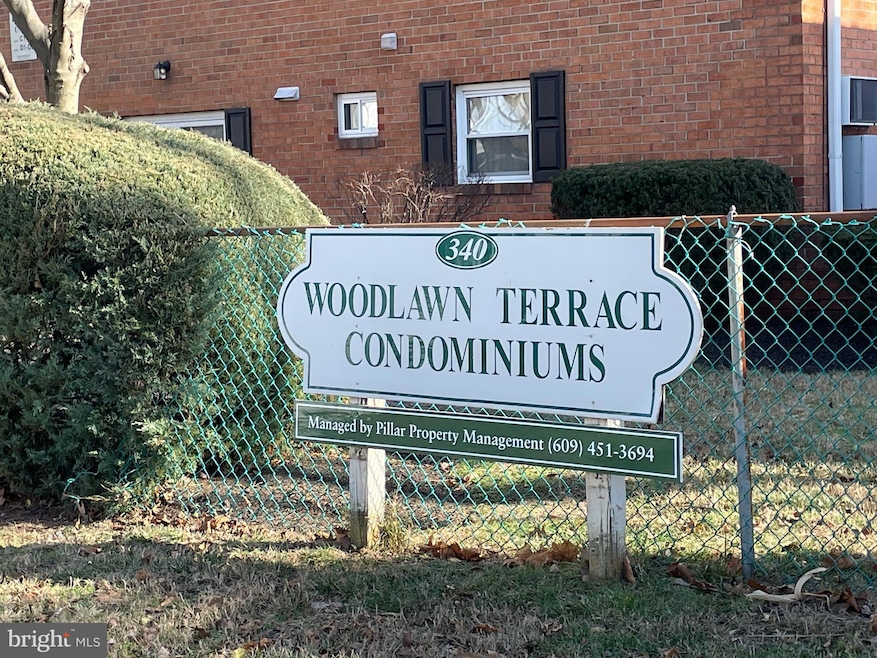 340
WOODLAWN TERRACE
CONDOMINIUMS
Managed by Pillar Property Management (609) 451-3694
bright MLS